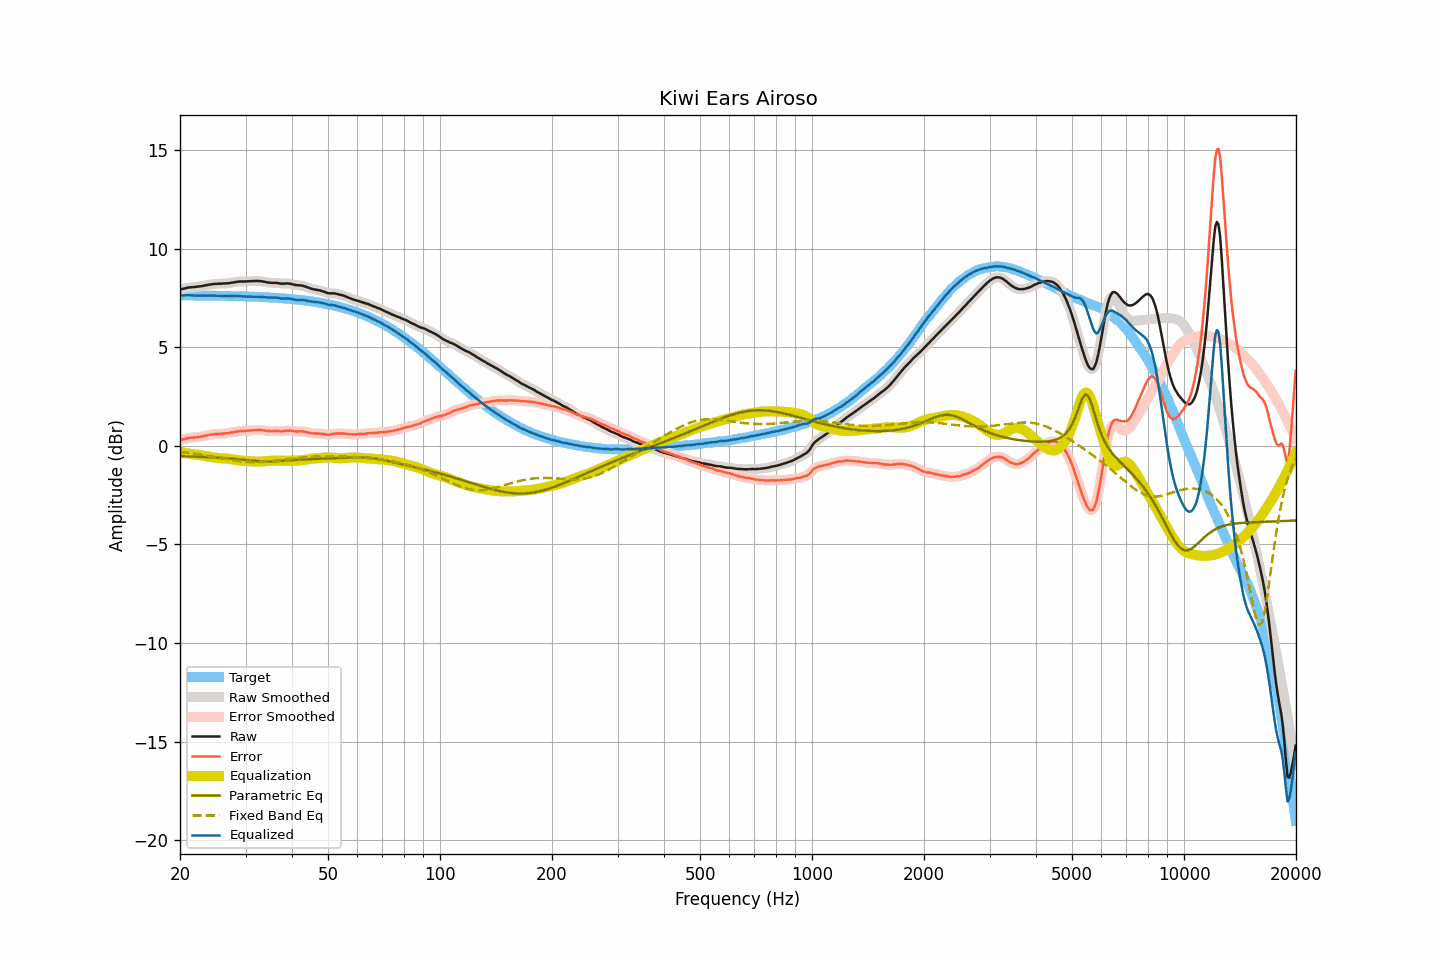 Kiwi Ears Airoso
Amplitude (dBr)
15
10
5
0
−5
−10
−15
−20
Target
Raw Smoothed
Error Smoothed
Raw
Error
Equalization
Parametric Eq
Fixed Band Eq
Equalized
20 50 100 200 500 1000 2000 5000 10000 20000
Frequency (Hz)